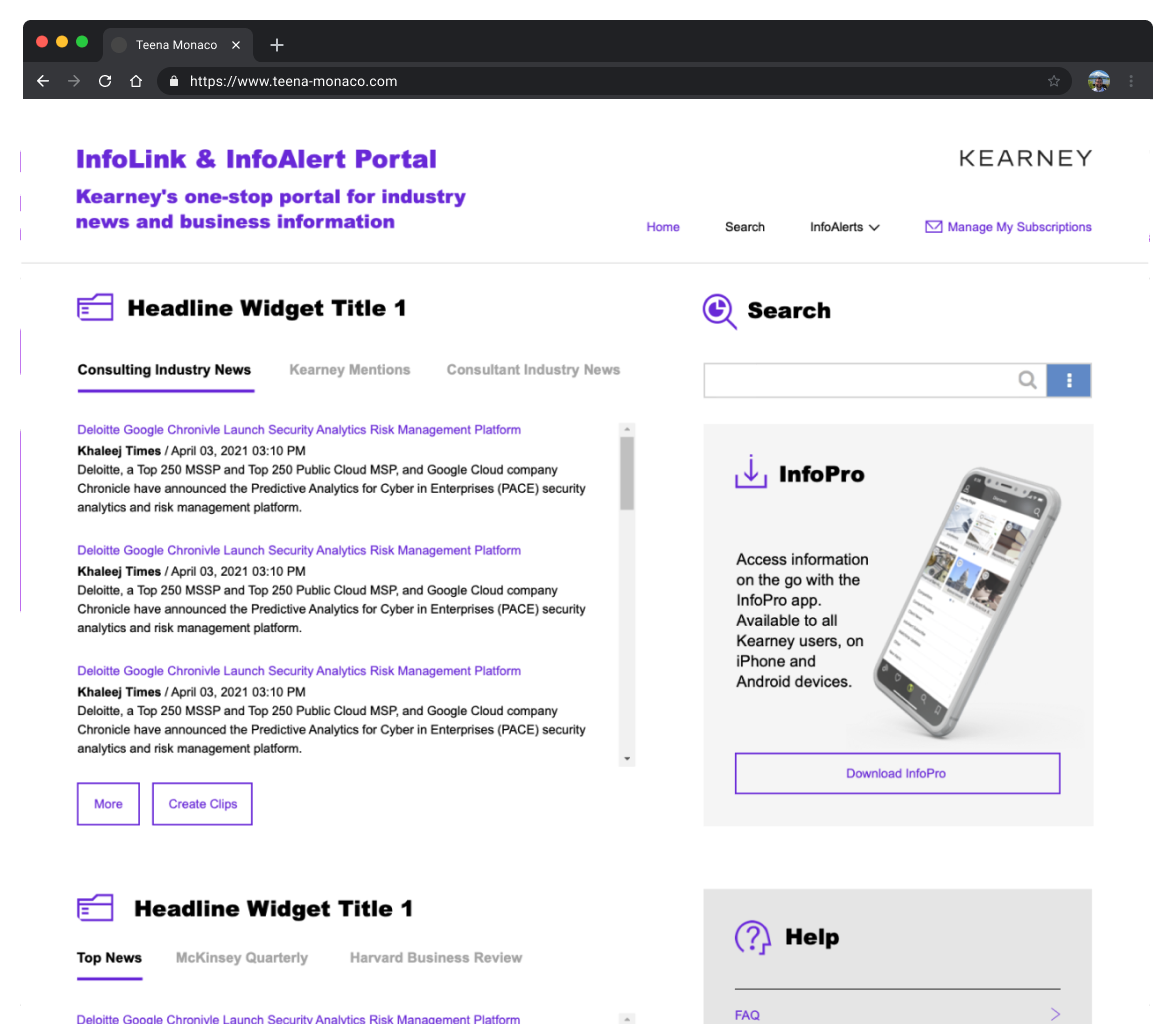 Teena Monaco
https://www.teena-monaco.com
InfoLink & InfoAlert Portal
KEARNEY
Kearney's one-stop portal for industry
news and business information
Home
Search
InfoAlerts
Manage My Subscriptions
Headline Widget Title 1
Consulting Industry News
Kearney Mentions
Consultant Industry News
Deloitte Google Chronivle Launch Security Analytics Risk Management Platform
Khaleej Times / April 03, 2021 03:10 PM
Deloitte, a Top 250 MSSP and Top 250 Public Cloud MSP, and Google Cloud company
Chronicle have announced the Predictive Analytics for Cyber in Enterprises (PACE) security
analytics and risk management platform.
Deloitte Google Chronivle Launch Security Analytics Risk Management Platform
Khaleej Times / April 03, 2021 03:10 PM
Deloitte, a Top 250 MSSP and Top 250 Public Cloud MSP, and Google Cloud company
Chronicle have announced the Predictive Analytics for Cyber in Enterprises (PACE) security
analytics and risk management platform.
Deloitte Google Chronivle Launch Security Analytics Risk Management Platform
Khaleej Times / April 03, 2021 03:10 PM
Deloitte, a Top 250 MSSP and Top 250 Public Cloud MSP, and Google Cloud company
Chronicle have announced the Predictive Analytics for Cyber in Enterprises (PACE) security
analytics and risk management platform.
More
Create Clips
Search
InfoPro
Access information
on the go with the
InfoPro app.
Available to all
Kearney users, on
iPhone and
Android devices.
Download InfoPro
Headline Widget Title 1
Top News
McKinsey Quarterly
Harvard Business Review
Deloitte Google Chronivle Launch Security Analytics Risk Management Platform
Help
FAQ